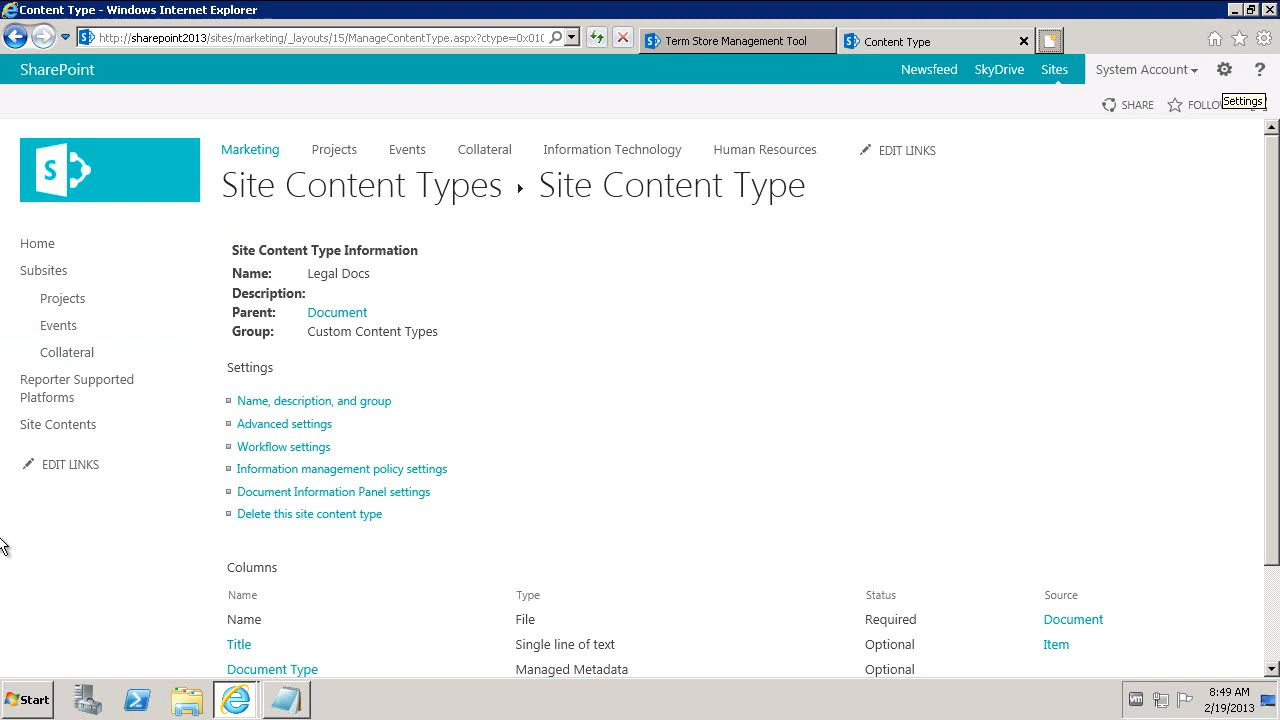 Content Type - Windows Internet Explorer
http://sharepoint2013/sites/marketing/_layouts/15/ManageContentType.aspx?ctype=0x010
Term Store Management Tool
Content Type
SharePoint
Newsfeed
SkyDrive
Sites
System Account
?
SHARE
FOLLO
Settings
S
Marketing
Projects
Events
Collateral
Information Technology
Human Resources
EDIT LINKS
Site Content Types ▸ Site Content Type
Home
Subsites
Projects
Events
Collateral
Reporter Supported
Platforms
Site Contents
EDIT LINKS
Site Content Type Information
Name: Legal Docs
Description:
Parent: Document
Group: Custom Content Types
Settings
Name, description, and group
Advanced settings
Workflow settings
Information management policy settings
Document Information Panel settings
Delete this site content type
Columns
Name Type Status Source
Name File Required Document
Title Single line of text Optional Item
Document Type Managed Metadata Optional
Start
8:49 AM
2/19/2013